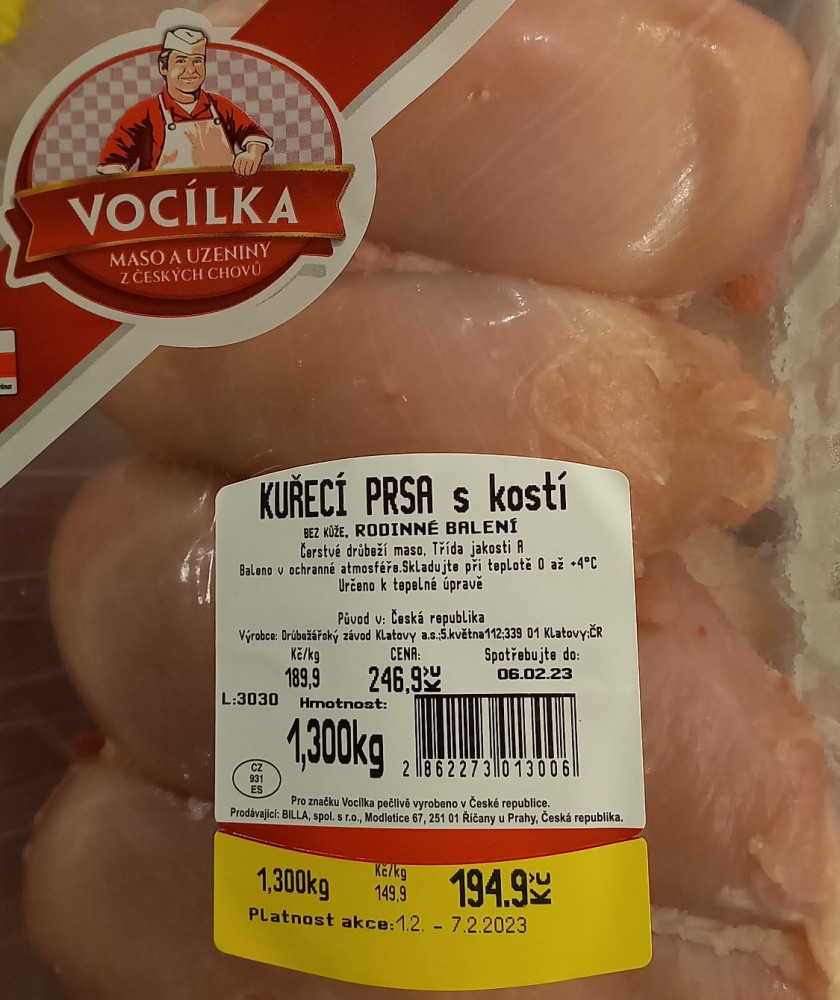 VOCÍLKA
MASO A UZENINY
Z ČESKÝCH CHOVŮ
KUŘECÍ PRSA s kostí
BEZ KŮŽE, RODINNÉ BALENÍ
Čerstvé drůbeží maso, Třída jakosti A
Baleno v ochranné atmosféře.Skladujte při teplotě 0 až +4°C
Určeno k tepelné úpravě
Původ v: Česká republika
Výrobce: Drůbežářský závod Klatovy a.s.;5.května112;339 01 Klatovy;ČR
Kč/kg CENA: Spotřebujte do:
189,9 246,9Kč 06.02.23
L:3030 Hmotnost:
1,300kg
2 862273 013006
CZ
931
ES
Pro značku Vocílka pečlivě vyrobeno v České republice.
Prodávající: BILLA, spol. s r.o., Modletice 67, 251 01 Říčany u Prahy, Česká republika.
1,300kg Kč/kg 194.9Kč
149,9
Platnost akce:1.2. - 7.2.2023